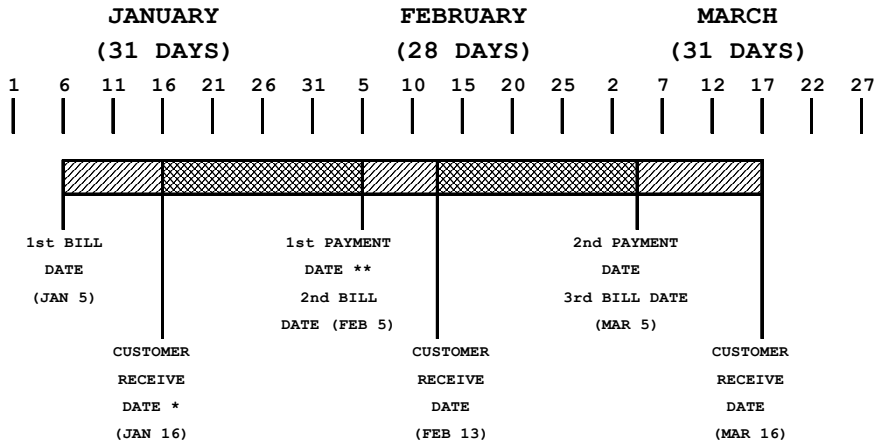 JANUARY FEBRUARY MARCH
(31 DAYS) (28 DAYS) (31 DAYS)
1 6 11 16 21 26 31 5 10 15 20 25 2 7 12 17 22 27
1st BILL
DATE
(JAN 5)
1st PAYMENT
DATE **
2nd BILL
DATE (FEB 5)
2nd PAYMENT
DATE
3rd BILL DATE
(MAR 5)
CUSTOMER
RECEIVE
DATE *
(JAN 16)
CUSTOMER
RECEIVE
DATE
(FEB 13)
CUSTOMER
RECEIVE
DATE
(MAR 16)